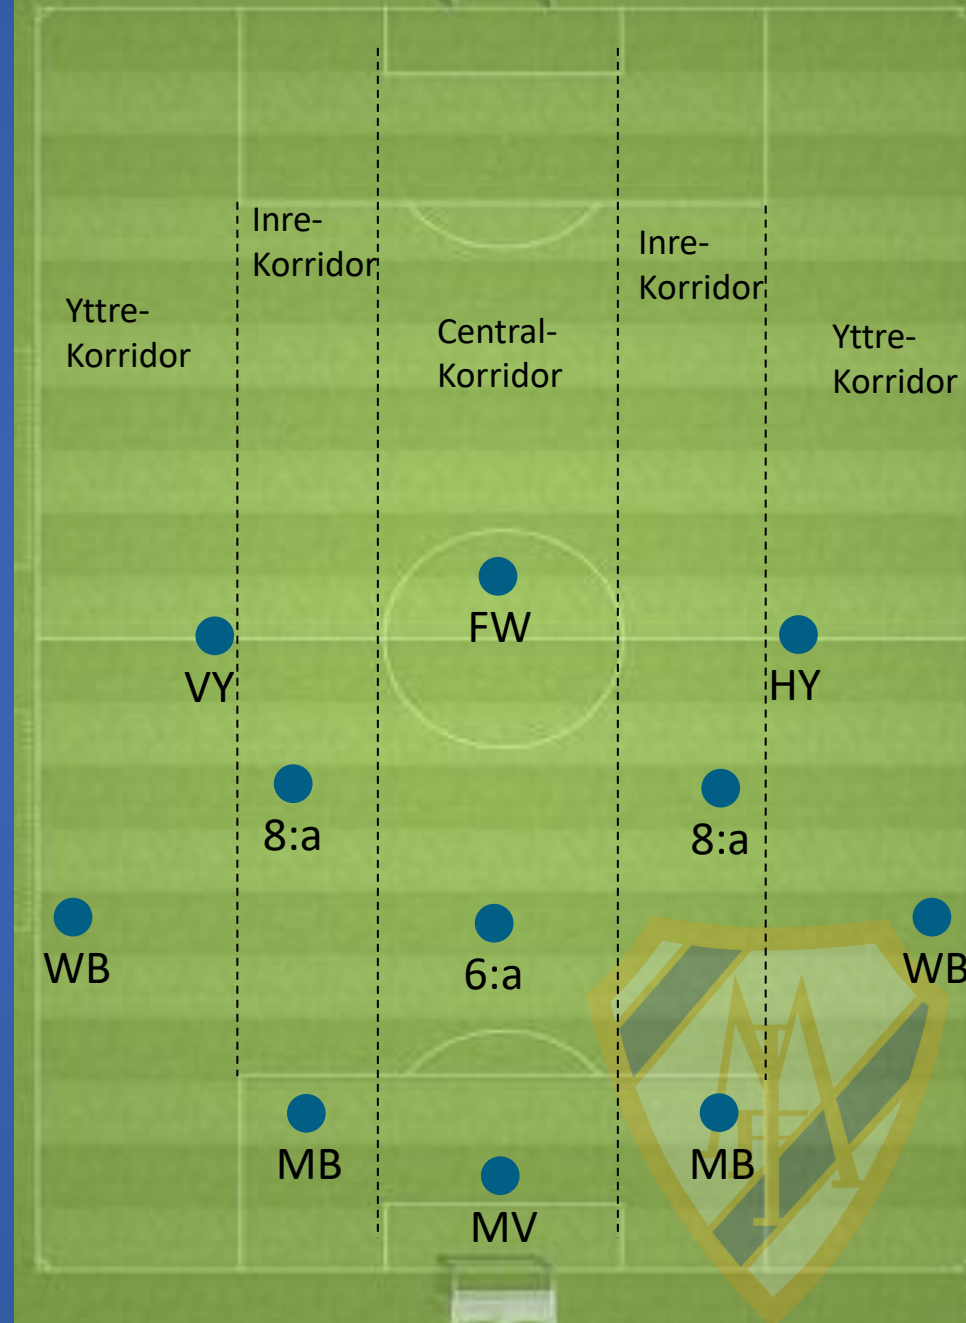 Inre-
Korridor
Inre-
Korridor
Yttre-
Korridor
Central-
Korridor
Yttre-
Korridor
FW
VY
HY
8:a
8:a
WB
6:a
WB
MB
MB
MV